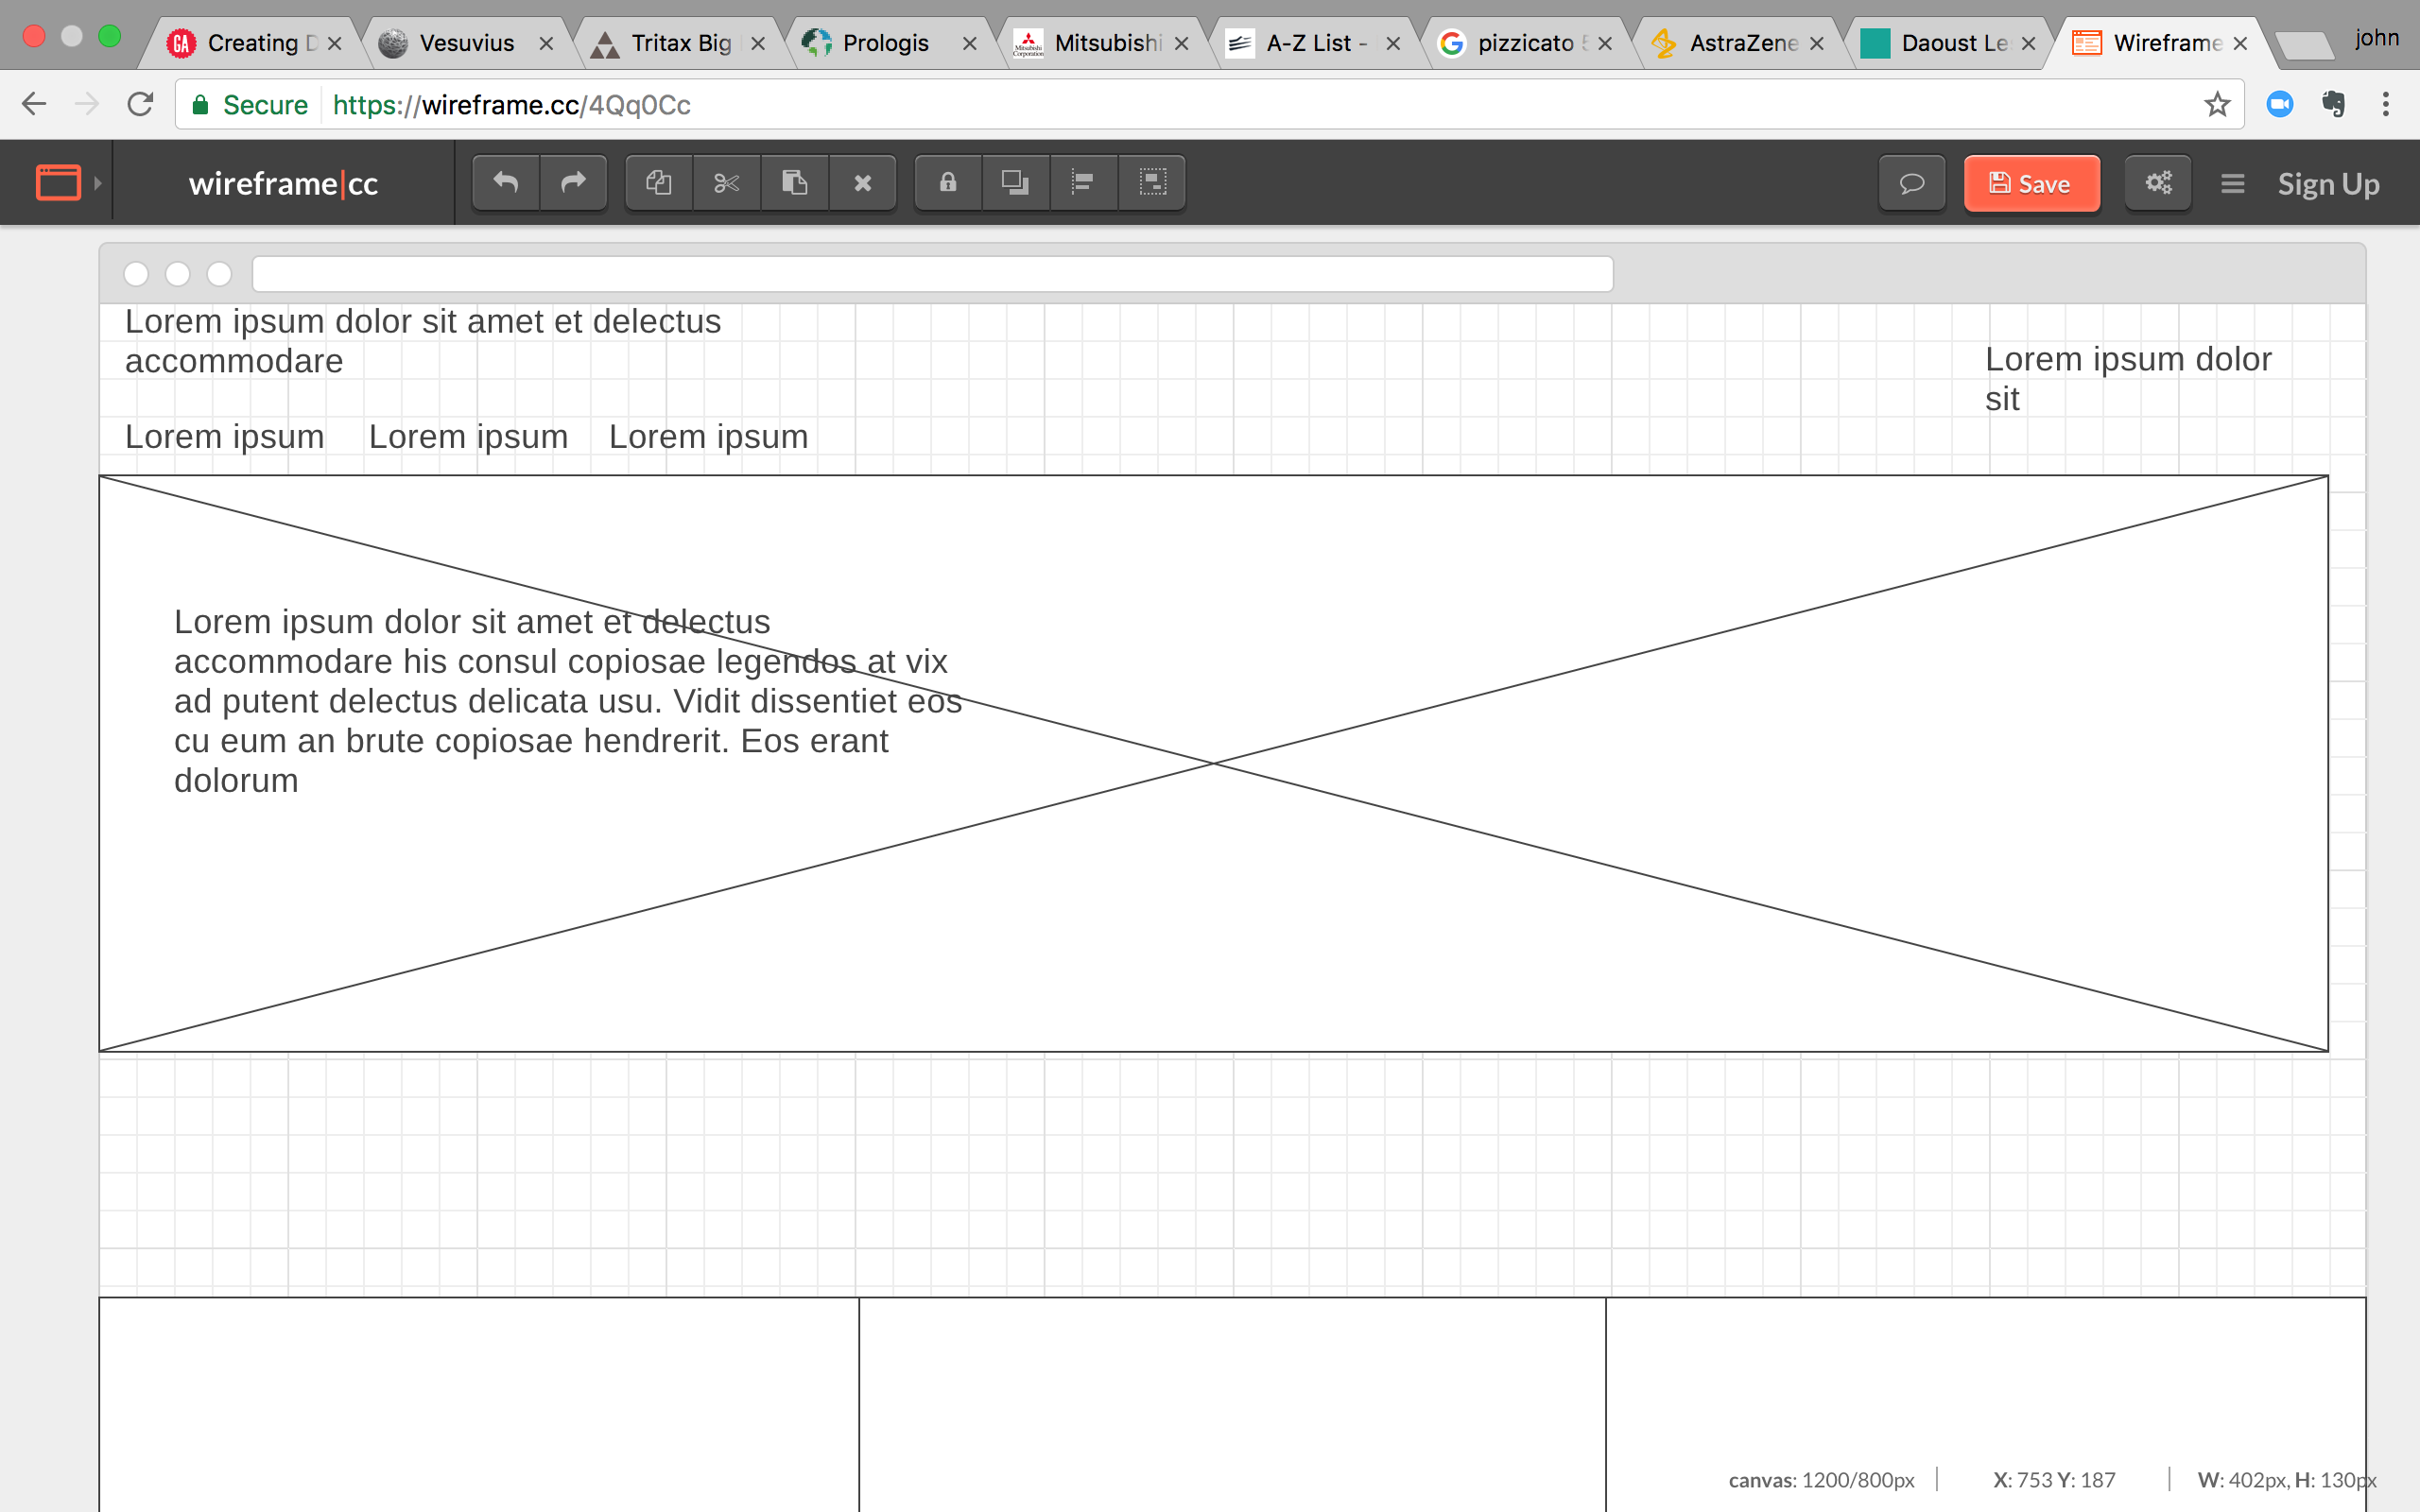 GA Creating D Vesuvius Tritax Big Prologis Mitsubishi A-Z List - pizzicato 5 AstraZene Daoust Le Wireframe john
Secure https://wireframe.cc/4Qq0Cc
wireframe|cc Save Sign Up
Lorem ipsum dolor sit amet et delectus
accommodare
Lorem ipsum dolor
sit
Lorem ipsum Lorem ipsum Lorem ipsum
Lorem ipsum dolor sit amet et delectus
accommodare his consul copiosae legendos at vix
ad putent delectus delicata usu. Vidit dissentiet eos
cu eum an brute copiosae hendrerit. Eos erant
dolorum
canvas: 1200/800px | X: 753 Y: 187 | W: 402px, H: 130px